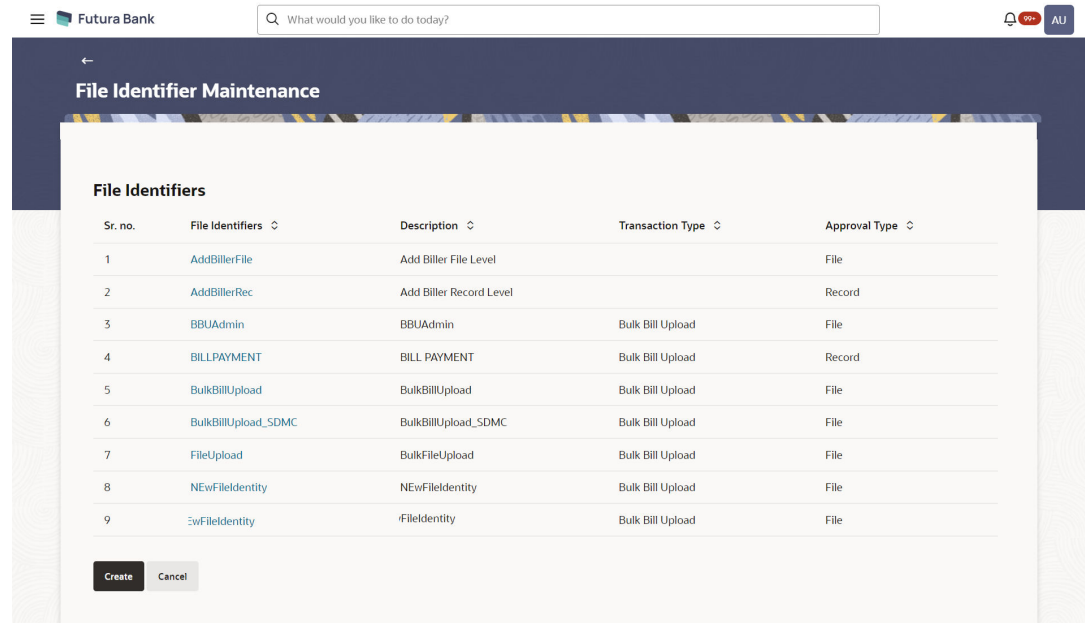 Futura Bank What would you like to do today? 99+ AU
File Identifier Maintenance
File Identifiers
Sr. no. File Identifiers Description Transaction Type Approval Type
1 AddBillerFile Add Biller File Level File
2 AddBillerRec Add Biller Record Level Record
3 BBUAdmin BBUAdmin Bulk Bill Upload File
4 BILLPAYMENT BILL PAYMENT Bulk Bill Upload Record
5 BulkBillUpload BulkBillUpload Bulk Bill Upload File
6 BulkBillUpload_SDMC BulkBillUpload_SDMC Bulk Bill Upload File
7 FileUpload BulkFileUpload Bulk Bill Upload File
8 NEwFileIdentity NEwFileIdentity Bulk Bill Upload File
9 EwFileIdentity FileIdentity Bulk Bill Upload File
Create Cancel